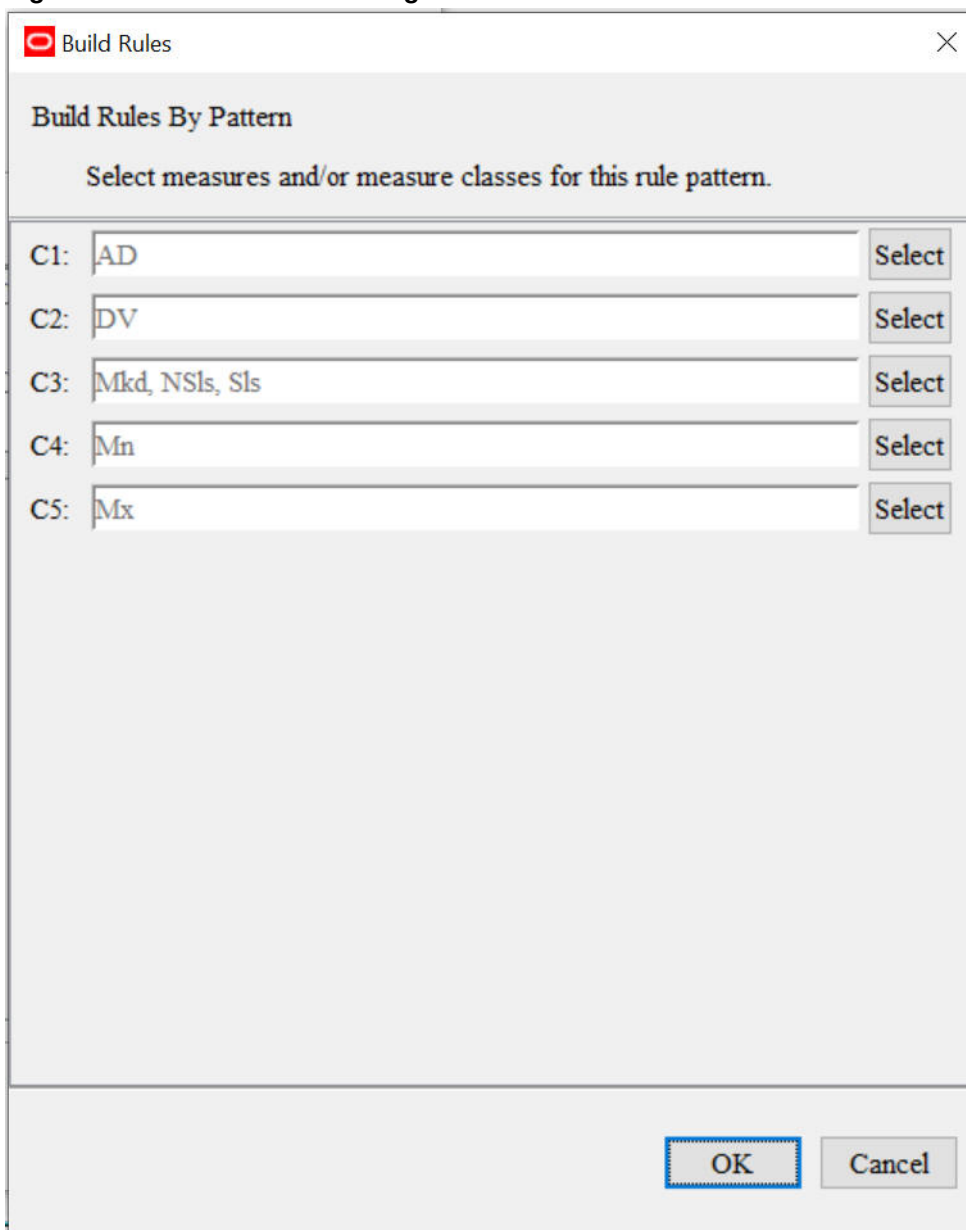 Build Rules
Build Rules By Pattern
Select measures and/or measure classes for this rule pattern.
C1: AD Select
C2: DV Select
C3: Mkd, NSls, Sls Select
C4: Mn Select
C5: Mx Select
OK Cancel